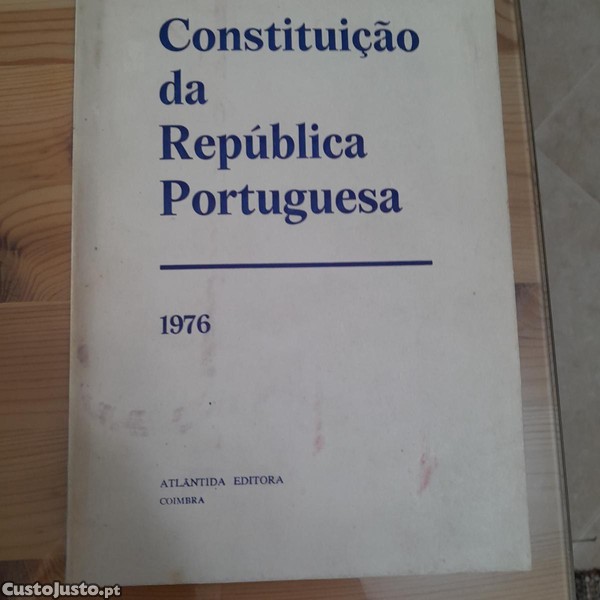 Constituição
da
República
Portuguesa
1976
ATLÂNTIDA EDITORA
COIMBRA
CustoJusto.pt